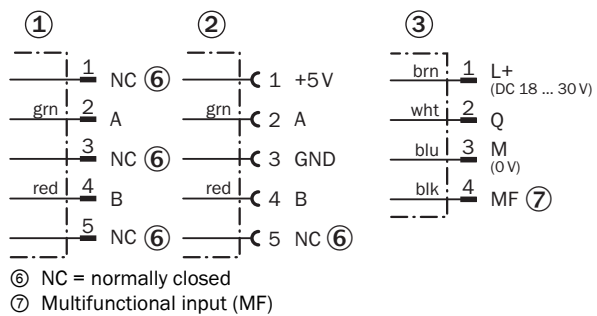 ① ② ③
1 NC ⑥
grn 2 A
3 NC ⑥
red 4 B
5 NC ⑥
1 +5 V
grn 2 A
3 GND
red 4 B
5 NC ⑥
brn 1 L+
(DC 18 ... 30 V)
wht 2 Q
blu 3 M
(0 V)
blk 4 MF ⑦
⑥ NC = normally closed
⑦ Multifunctional input (MF)